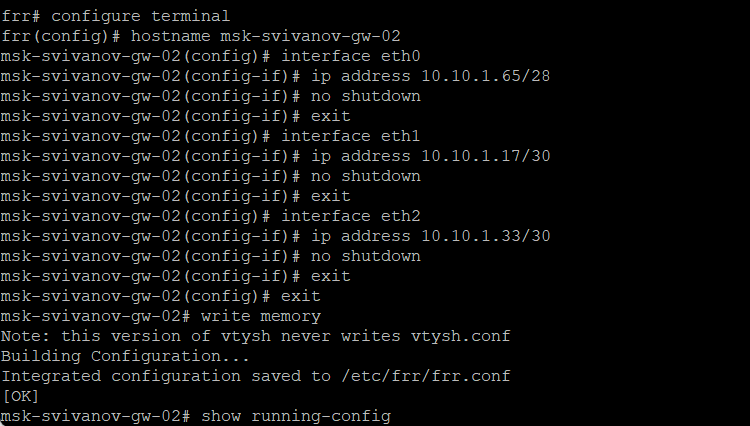 frr# configure terminal
frr(config)# hostname msk-svivanov-gw-02
msk-svivanov-gw-02(config)# interface eth0
msk-svivanov-gw-02(config-if)# ip address 10.10.1.65/28
msk-svivanov-gw-02(config-if)# no shutdown
msk-svivanov-gw-02(config-if)# exit
msk-svivanov-gw-02(config)# interface eth1
msk-svivanov-gw-02(config-if)# ip address 10.10.1.17/30
msk-svivanov-gw-02(config-if)# no shutdown
msk-svivanov-gw-02(config-if)# exit
msk-svivanov-gw-02(config)# interface eth2
msk-svivanov-gw-02(config-if)# ip address 10.10.1.33/30
msk-svivanov-gw-02(config-if)# no shutdown
msk-svivanov-gw-02(config-if)# exit
msk-svivanov-gw-02(config)# exit
msk-svivanov-gw-02# write memory
Note: this version of vtysh never writes vtysh.conf
Building Configuration...
Integrated configuration saved to /etc/frr/frr.conf
[OK]
msk-svivanov-gw-02# show running-config